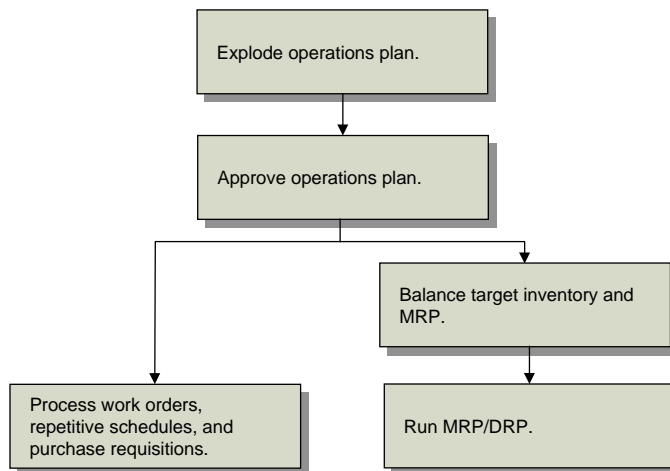 Explode operations plan.
Approve operations plan.
Balance target inventory and
MRP.
Process work orders,
repetitive schedules, and
purchase requisitions.
Run MRP/DRP.